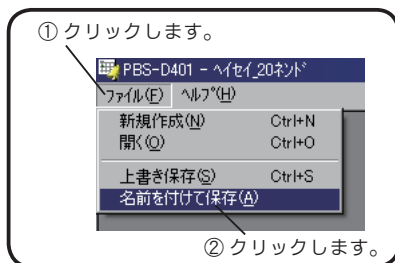 ① クリックします。
PBS-D401 - ﾍｲｾｲ_20ﾈﾝﾄﾞ
ﾌｧｲﾙ(F) ﾍﾙﾌﾟ(H)
新規作成(N) Ctrl+N
開く(O) Ctrl+O
上書き保存(S) Ctrl+S
名前を付けて保存(A)
② クリックします。